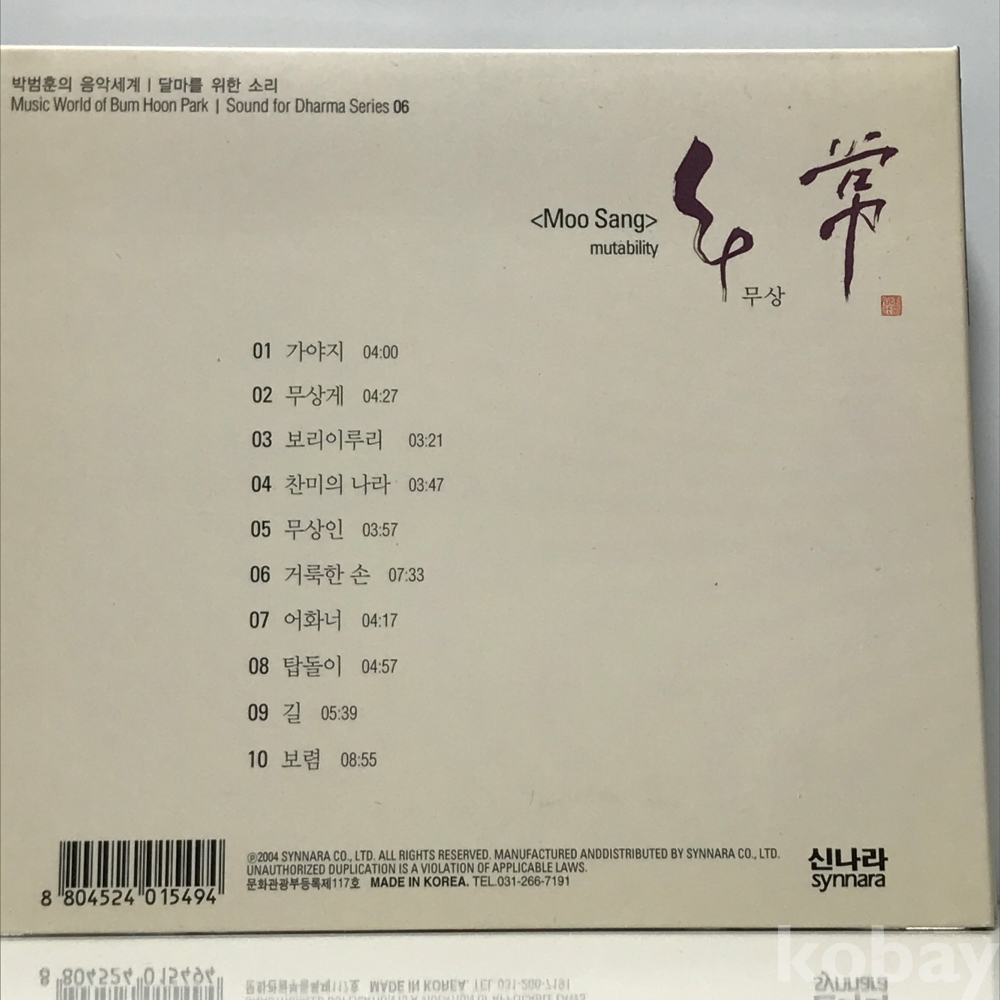 박범훈의 음악세계 | 달마를 위한 소리
Music World of Bum Hoon Park | Sound for Dharma Series 06
常
<Moo Sang>
mutability
무상
01 가야지 04:00
02 무상게 04:27
03 보리이루리 03:21
04 찬미의 나라 03:47
05 무상인 03:57
06 거룩한 손 07:33
07 어화너 04:17
08 탑돌이 04:57
09 길 05:39
10 보렴 08:55
℗2004 SYNNARA CO., LTD. ALL RIGHTS RESERVED. MANUFACTURED ANDDISTRIBUTED BY SYNNARA CO., LTD.
UNAUTHORIZED DUPLICATION IS A VIOLATION OF APPLICABLE LAWS.
문화관광부등록제117호 MADE IN KOREA. TEL.031-266-7191
8 804524 015494
신나라
synnara
kobay